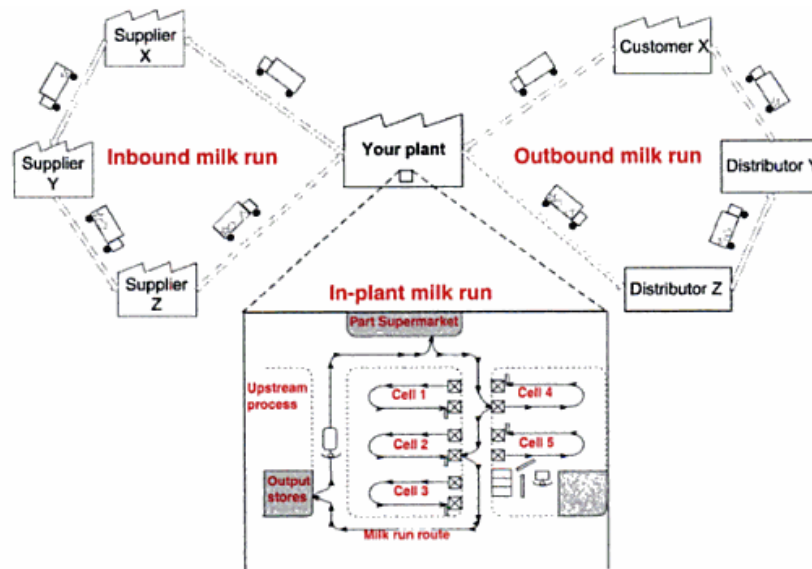 Supplier
X
Customer X
Supplier
Y
Inbound milk run
Your plant
Outbound milk run
Distributor Y
Supplier
Z
Distributor Z
In-plant milk run
Part Supermarket
Upstream
process
Cell 1
Cell 4
Cell 2
Cell 5
Output
stores
Cell 3
Milk run route